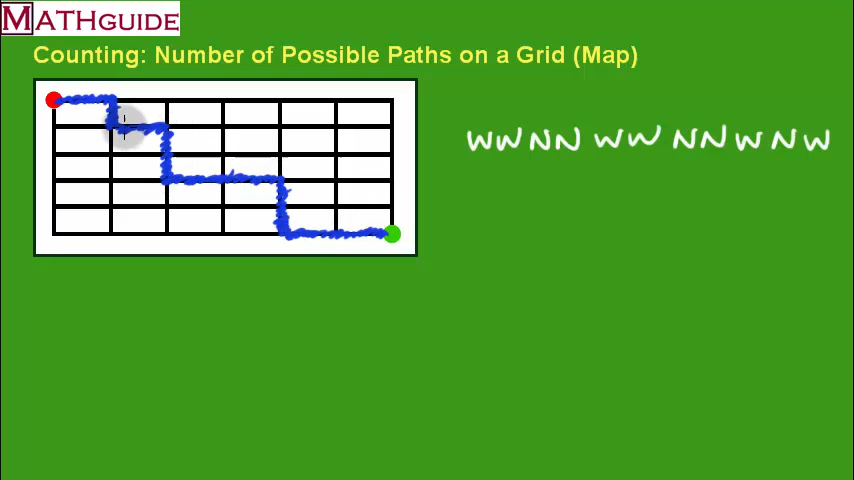 MATHGUIDE
Counting: Number of Possible Paths on a Grid (Map)
WWNN WW NNWNW